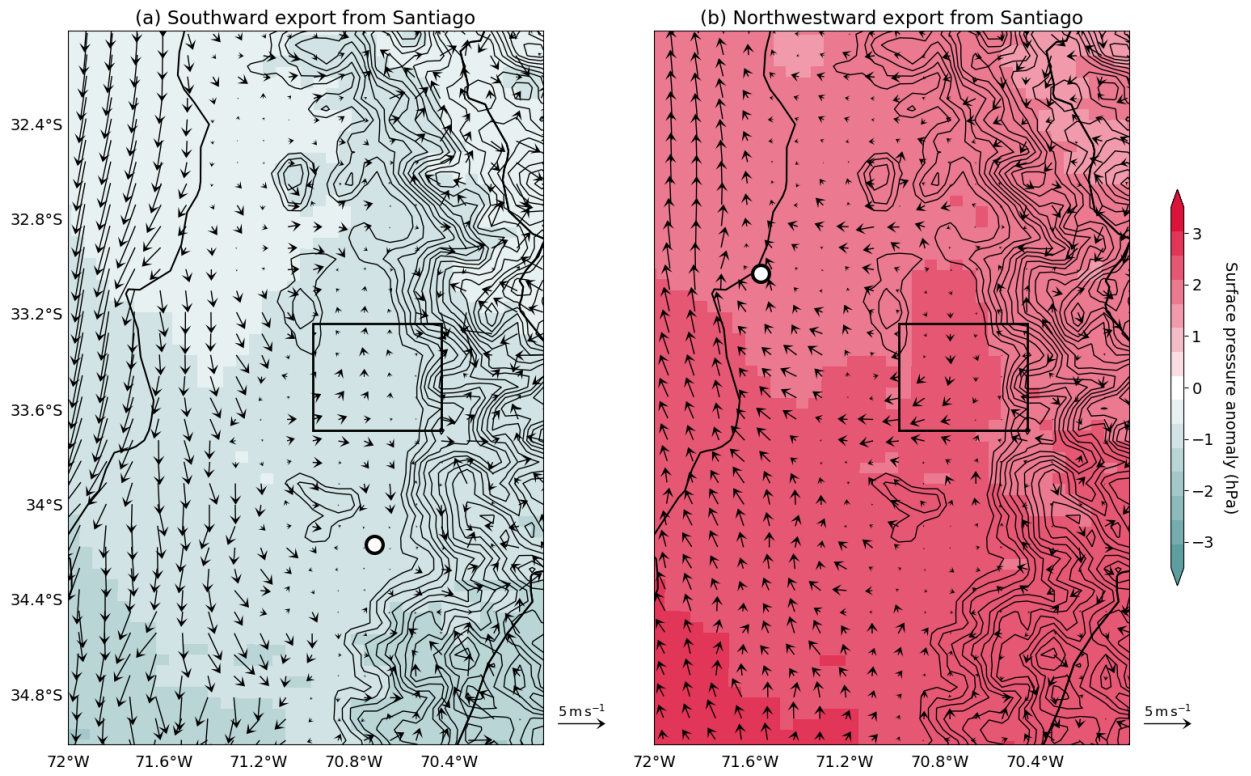 (a) Southward export from Santiago
(b) Northwestward export from Santiago
32.4°S
32.8°S
33.2°S
33.6°S
34°S
34.4°S
34.8°S
72°W
71.6°W
71.2°W
70.8°W
70.4°W
5 m s⁻¹
72°W
71.6°W
71.2°W
70.8°W
70.4°W
5 m s⁻¹
3
2
1
0
−1
−2
−3
Surface pressure anomaly (hPa)